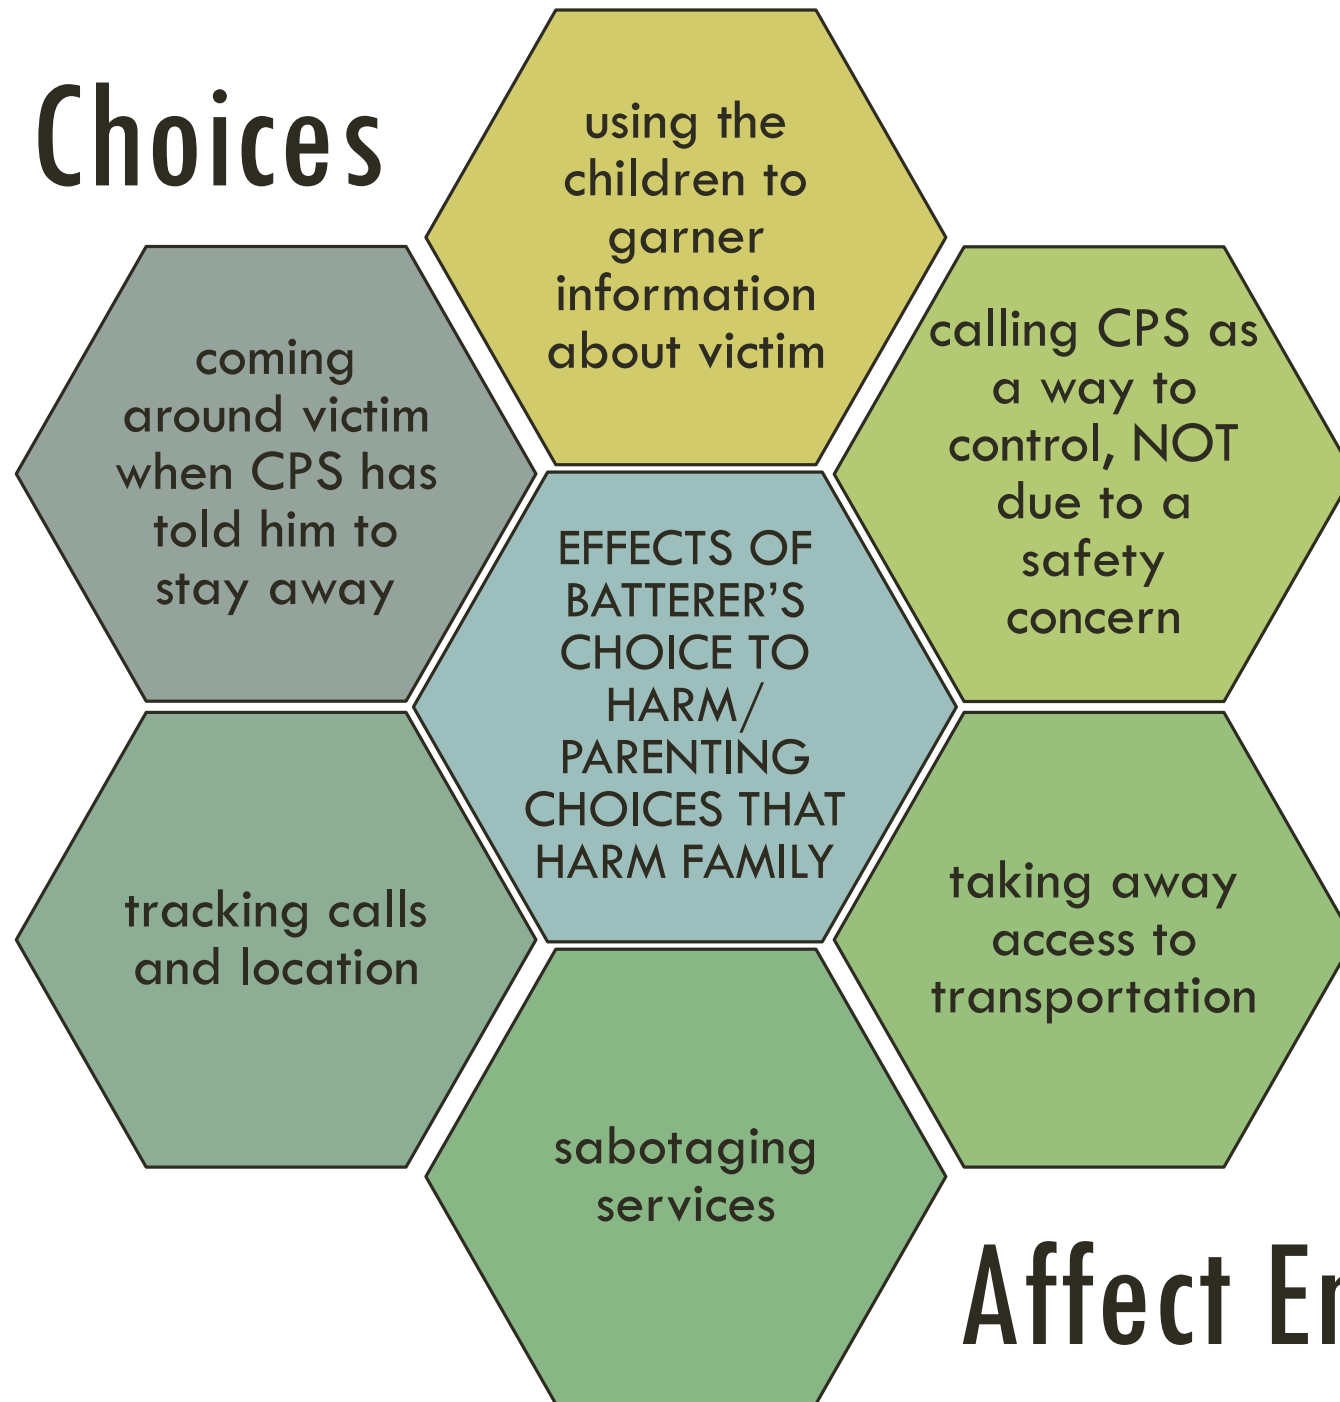 Choices
using the
children to
garner
information
about victim
calling CPS as
a way to
control, NOT
due to a
safety
concern
coming
around victim
when CPS has
told him to
stay away
EFFECTS OF
BATTERER’S
CHOICE TO
HARM/
PARENTING
CHOICES THAT
HARM FAMILY
taking away
access to
transportation
tracking calls
and location
sabotaging
services
Affect